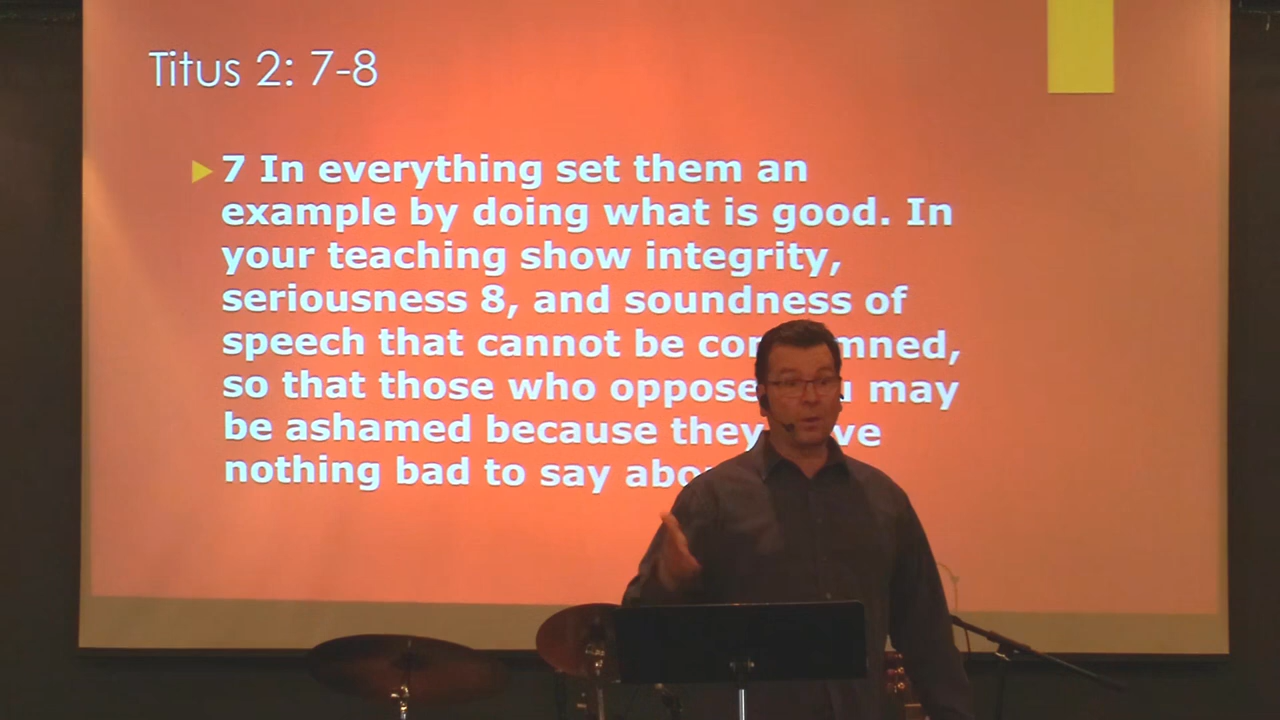 Titus 2: 7-8
7 In everything set them an
example by doing what is good. In
your teaching show integrity,
seriousness 8, and soundness of
speech that cannot be mned,
so that those who oppose may
be ashamed because they
nothing bad to say